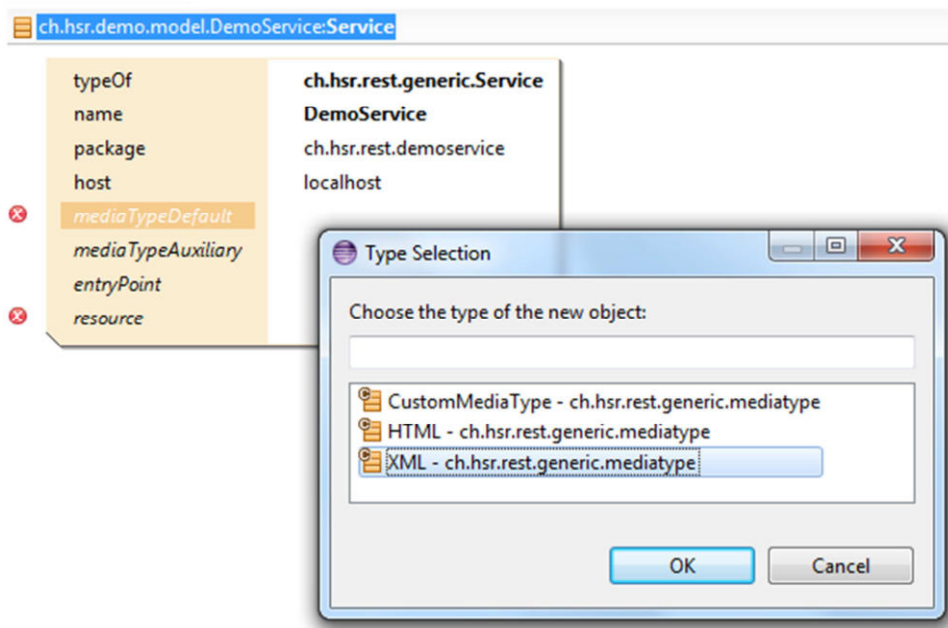 ch.hsr.demo.model.DemoService:Service
typeOf ch.hsr.rest.generic.Service
name DemoService
package ch.hsr.rest.demoservice
host localhost
mediaTypeDefault
mediaTypeAuxiliary
entryPoint
resource
Type Selection
Choose the type of the new object:
CustomMediaType - ch.hsr.rest.generic.mediatype
HTML - ch.hsr.rest.generic.mediatype
XML - ch.hsr.rest.generic.mediatype
OK Cancel